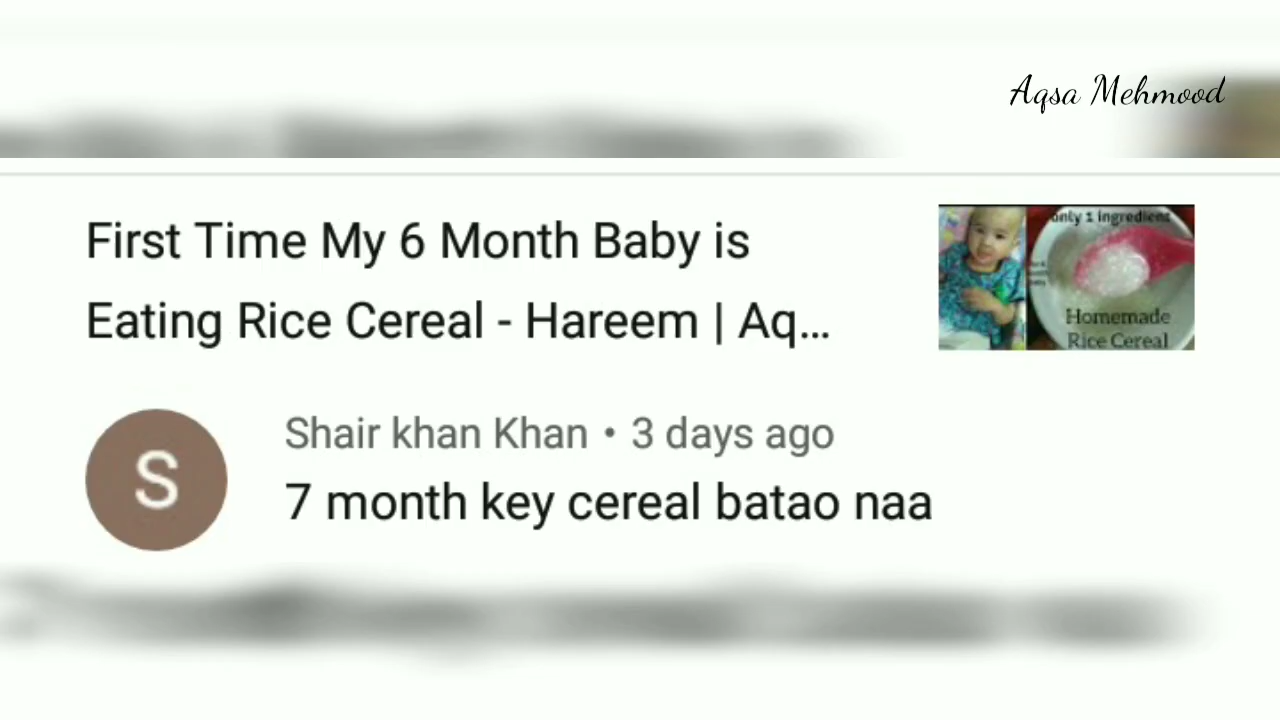 Aqsa Mehmood
First Time My 6 Month Baby is
Eating Rice Cereal - Hareem | Aq...
only 1 ingredient
Homemade
Rice Cereal
S
Shair khan Khan • 3 days ago
7 month key cereal batao naa